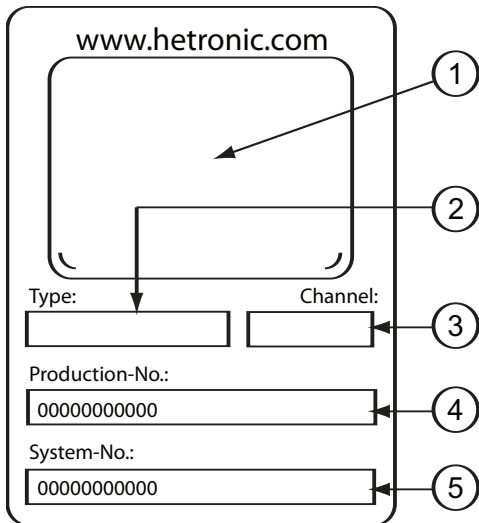 www.hetronic.com
1
2
Type: Channel:
3
Production-No.:
00000000000
4
System-No.:
00000000000
5